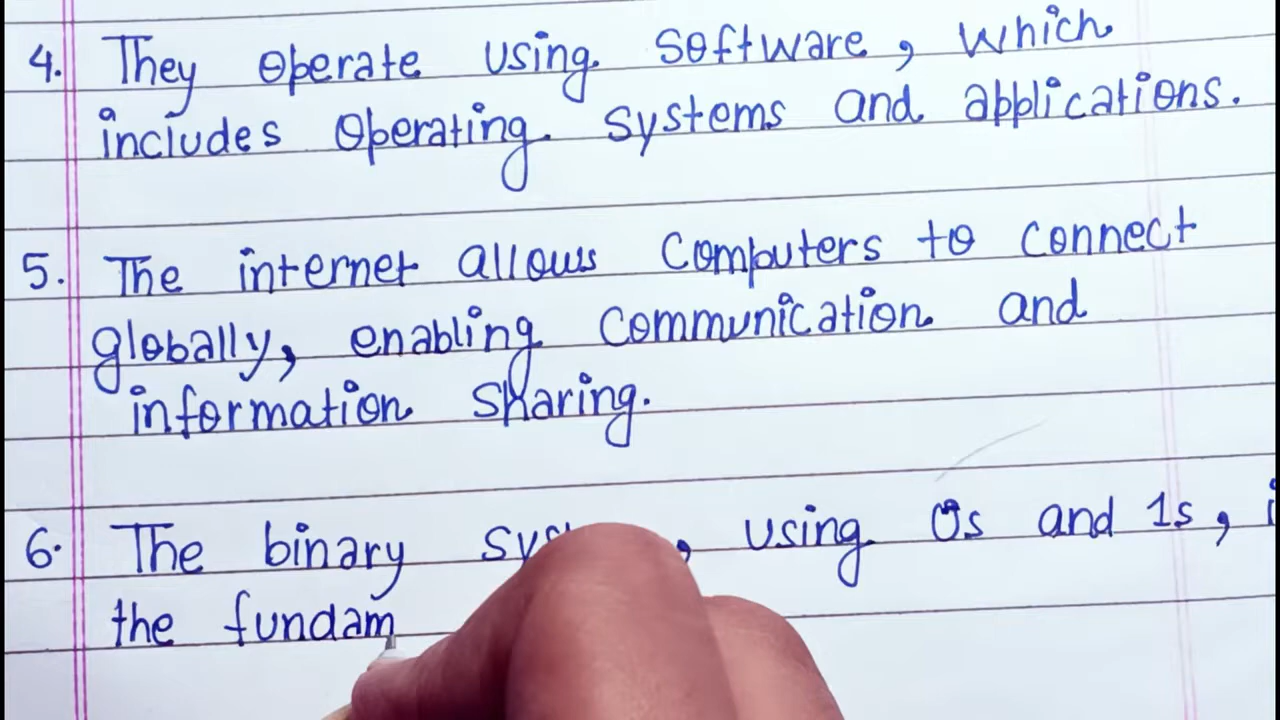 4. They operate using software, which
includes operating systems and applications.
5. The internet allows computers to connect
globally, enabling communication and
information sharing.
6. The binary using 0s and 1s,
the fundam